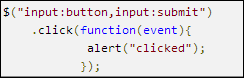 $("input:button,input:submit")
.click(function(event){
alert("clicked");
});